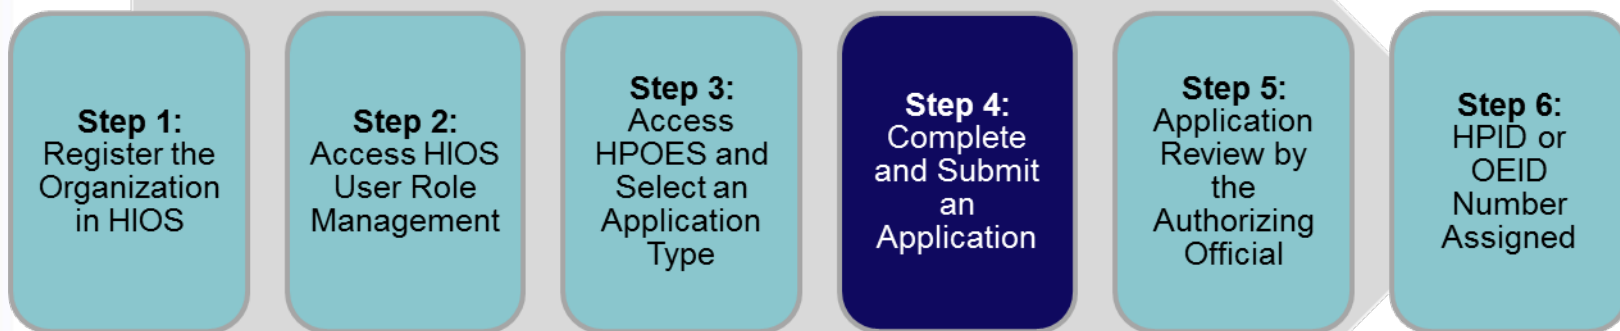 Step 1:
Register the
Organization
in HIOS
Step 2:
Access HIOS
User Role
Management
Step 3:
Access
HPOES and
Select an
Application
Type
Step 4:
Complete
and Submit
an
Application
Step 5:
Application
Review by
the
Authorizing
Official
Step 6:
HPID or
OEID
Number
Assigned